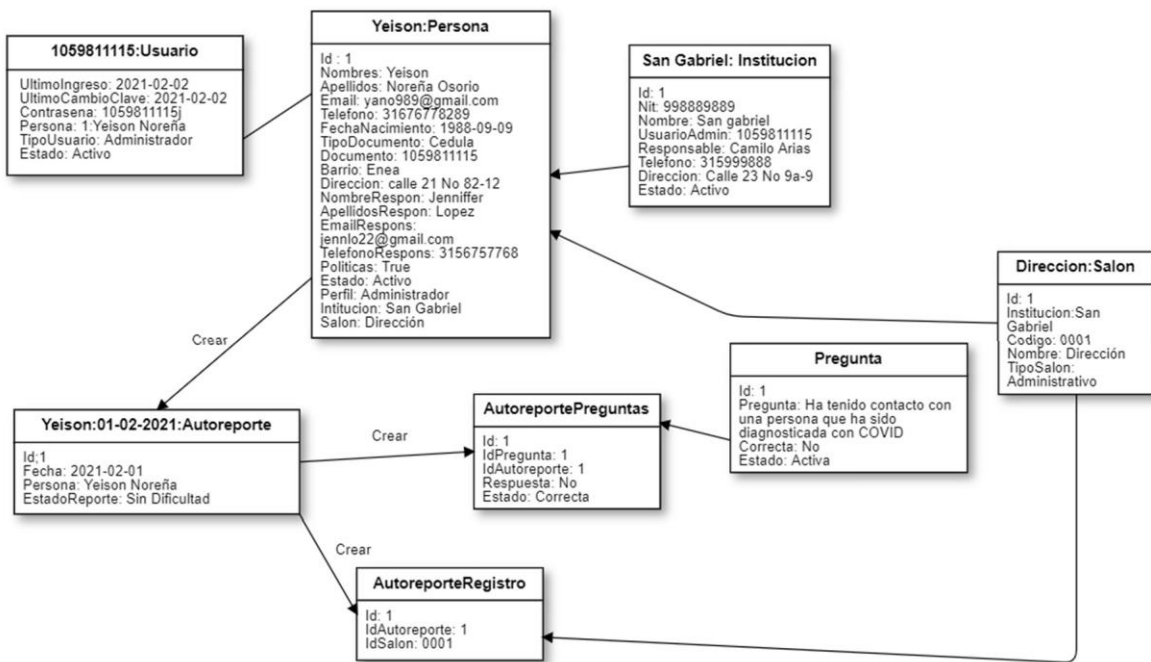 1059811115:Usuario
UltimoIngreso: 2021-02-02
UltimoCambioClave: 2021-02-02
Contrasena: 1059811115j
Persona: 1:Yeison Noreña
TipoUsuario: Administrador
Estado: Activo
Yeison:Persona
Id : 1
Nombres: Yeison
Apellidos: Noreña Osorio
Email: yano989@gmail.com
Telefono: 31676778289
FechaNacimiento: 1988-09-09
TipoDocumento: Cedula
Documento: 1059811115
Barrio: Enea
Direccion: calle 21 No 82-12
NombreRespon: Jenniffer
ApellidosRespon: Lopez
EmailRespons:
jennlo22@gmail.com
TelefonoRespons: 3156757768
Politicas: True
Estado: Activo
Perfil: Administrador
Intitucion: San Gabriel
Salon: Dirección
San Gabriel: Institucion
Id: 1
Nit: 998889889
Nombre: San gabriel
UsuarioAdmin: 1059811115
Responsable: Camilo Arias
Telefono: 315999888
Direccion: Calle 23 No 9a-9
Estado: Activo
Direccion:Salon
Id: 1
Institucion:San
Gabriel
Codigo: 0001
Nombre: Dirección
TipoSalon:
Administrativo
Crear
Pregunta
Id: 1
Pregunta: Ha tenido contacto con
una persona que ha sido
diagnosticada con COVID
Correcta: No
Estado: Activa
Yeison:01-02-2021:Autoreporte
Id;1
Fecha: 2021-02-01
Persona: Yeison Noreña
EstadoReporte: Sin Dificultad
Crear
AutoreportePreguntas
Id: 1
IdPregunta: 1
IdAutoreporte: 1
Respuesta: No
Estado: Correcta
Crear
AutoreporteRegistro
Id: 1
IdAutoreporte: 1
IdSalon: 0001